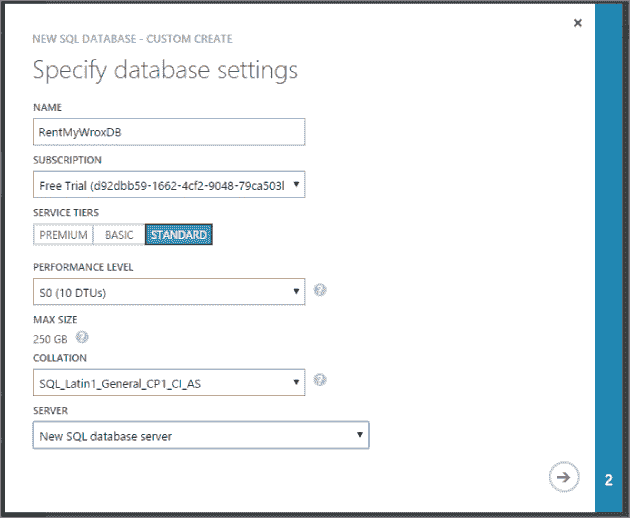 NEW SQL DATABASE - CUSTOM CREATE
Specify database settings
NAME
RentMyWroxDB
SUBSCRIPTION
Free Trial (d92dbb59-1662-4cf2-9048-79ca503l
SERVICE TIERS
PREMIUM BASIC STANDARD
PERFORMANCE LEVEL
S0 (10 DTUs)
MAX SIZE
250 GB
COLLATION
SQL_Latin1_General_CP1_CI_AS
SERVER
New SQL database server
2